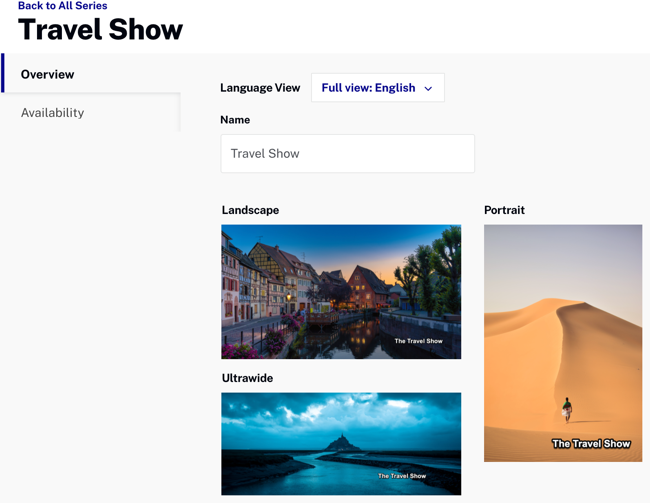 Back to All Series
Travel Show
Overview
Availability
Language View
Full view: English
Name
Travel Show
Landscape
Portrait
The Travel Show
Ultrawide
The Travel Show
The Travel Show